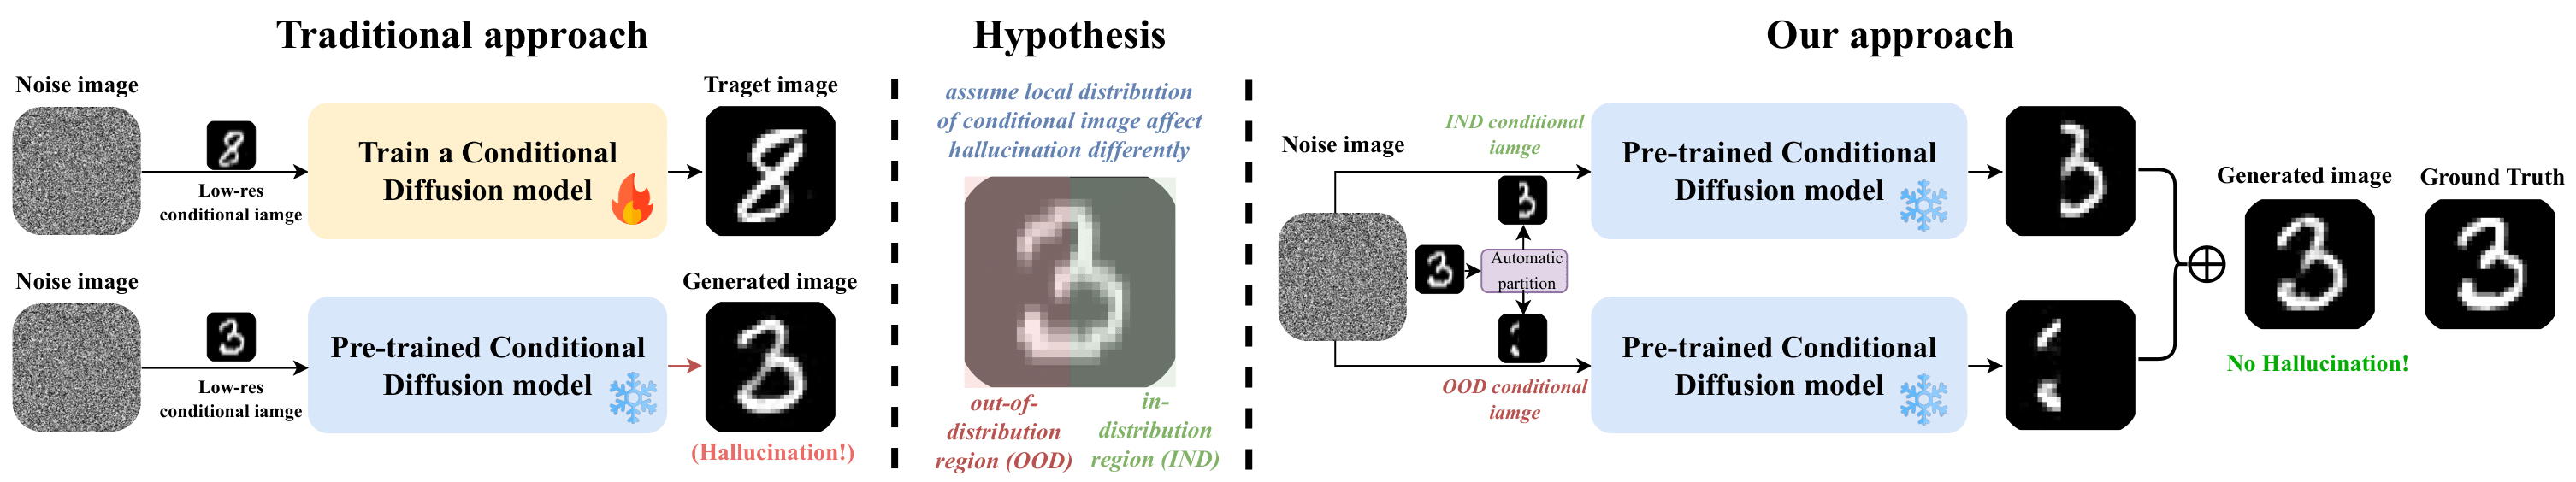 Traditional approach
Noise image
Low-res
conditional iamge
Train a Conditional
Diffusion model
Traget image
Noise image
Low-res
conditional iamge
Pre-trained Conditional
Diffusion model
Generated image
(Hallucination!)
Hypothesis
assume local distribution
of conditional image affect
hallucination differently
out-of-
distribution
region (OOD)
in-
distribution
region (IND)
Our approach
Noise image
IND conditional
iamge
Automatic
partition
OOD conditional
iamge
Pre-trained Conditional
Diffusion model
Pre-trained Conditional
Diffusion model
Generated image
No Hallucination!
Ground Truth